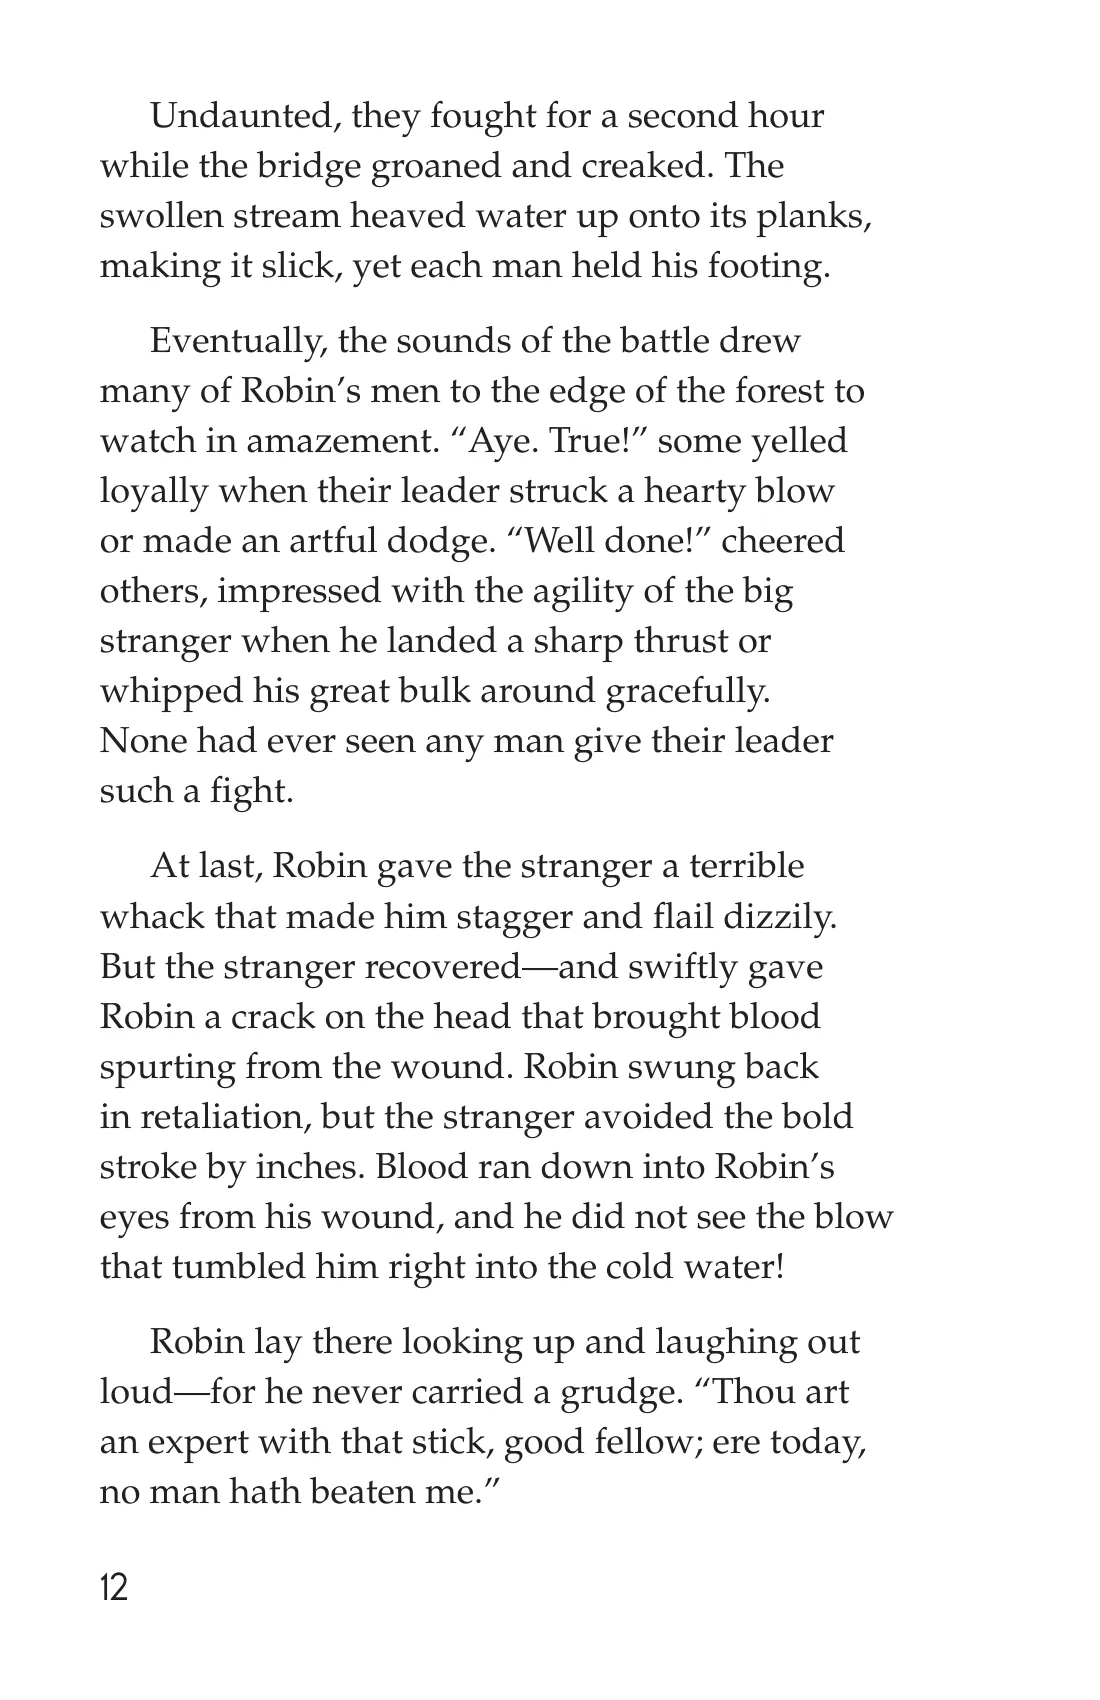 Undaunted, they fought for a second hour
while the bridge groaned and creaked. The
swollen stream heaved water up onto its planks,
making it slick, yet each man held his footing.
Eventually, the sounds of the battle drew
many of Robin’s men to the edge of the forest to
watch in amazement. “Aye. True!” some yelled
loyally when their leader struck a hearty blow
or made an artful dodge. “Well done!” cheered
others, impressed with the agility of the big
stranger when he landed a sharp thrust or
whipped his great bulk around gracefully.
None had ever seen any man give their leader
such a fight.
At last, Robin gave the stranger a terrible
whack that made him stagger and flail dizzily.
But the stranger recovered—and swiftly gave
Robin a crack on the head that brought blood
spurting from the wound. Robin swung back
in retaliation, but the stranger avoided the bold
stroke by inches. Blood ran down into Robin’s
eyes from his wound, and he did not see the blow
that tumbled him right into the cold water!
Robin lay there looking up and laughing out
loud—for he never carried a grudge. “Thou art
an expert with that stick, good fellow; ere today,
no man hath beaten me.”
12